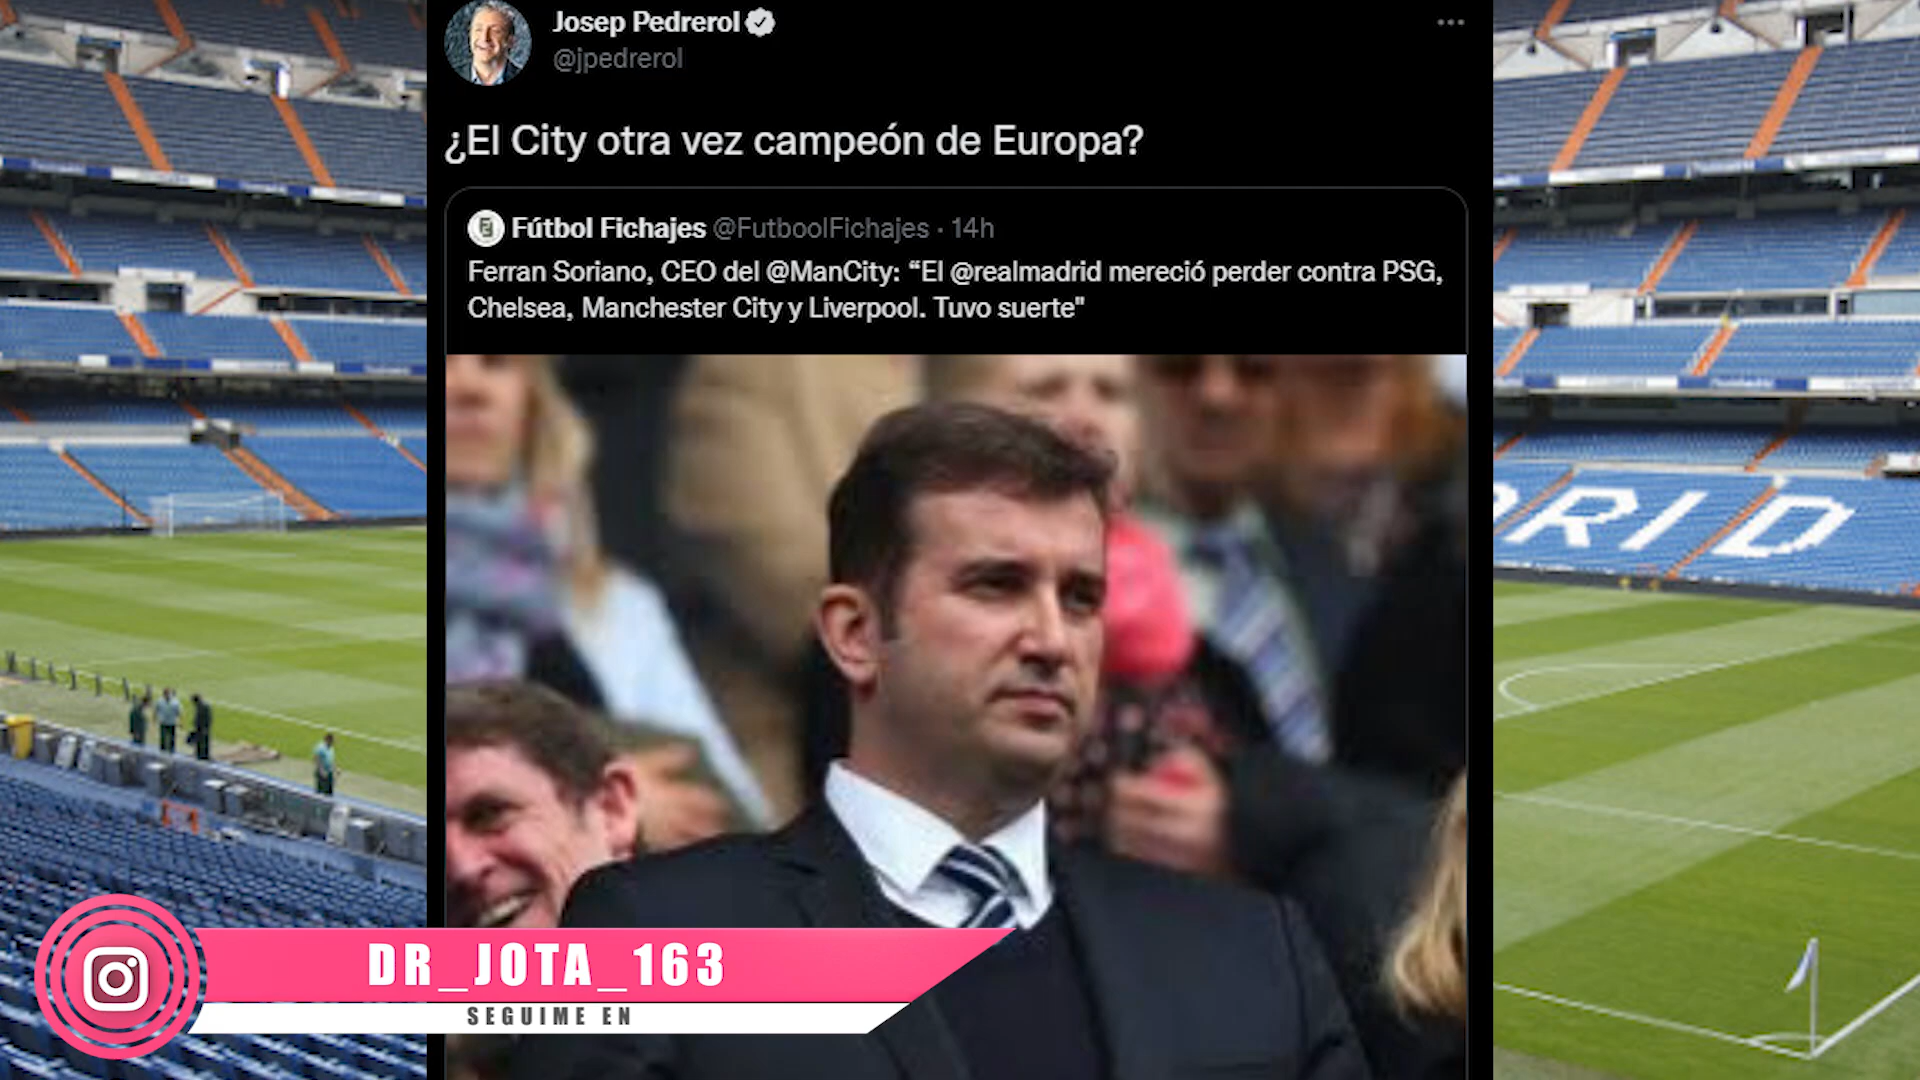 Josep Pedrerol
@jpedrerol
¿El City otra vez campeón de Europa?
Fútbol Fichajes @FutboolFichajes · 14h
Ferran Soriano, CEO del @ManCity: “El @realmadrid mereció perder contra PSG,
Chelsea, Manchester City y Liverpool. Tuvo suerte"
DRID
DR_JOTA_163
SEGUIME EN